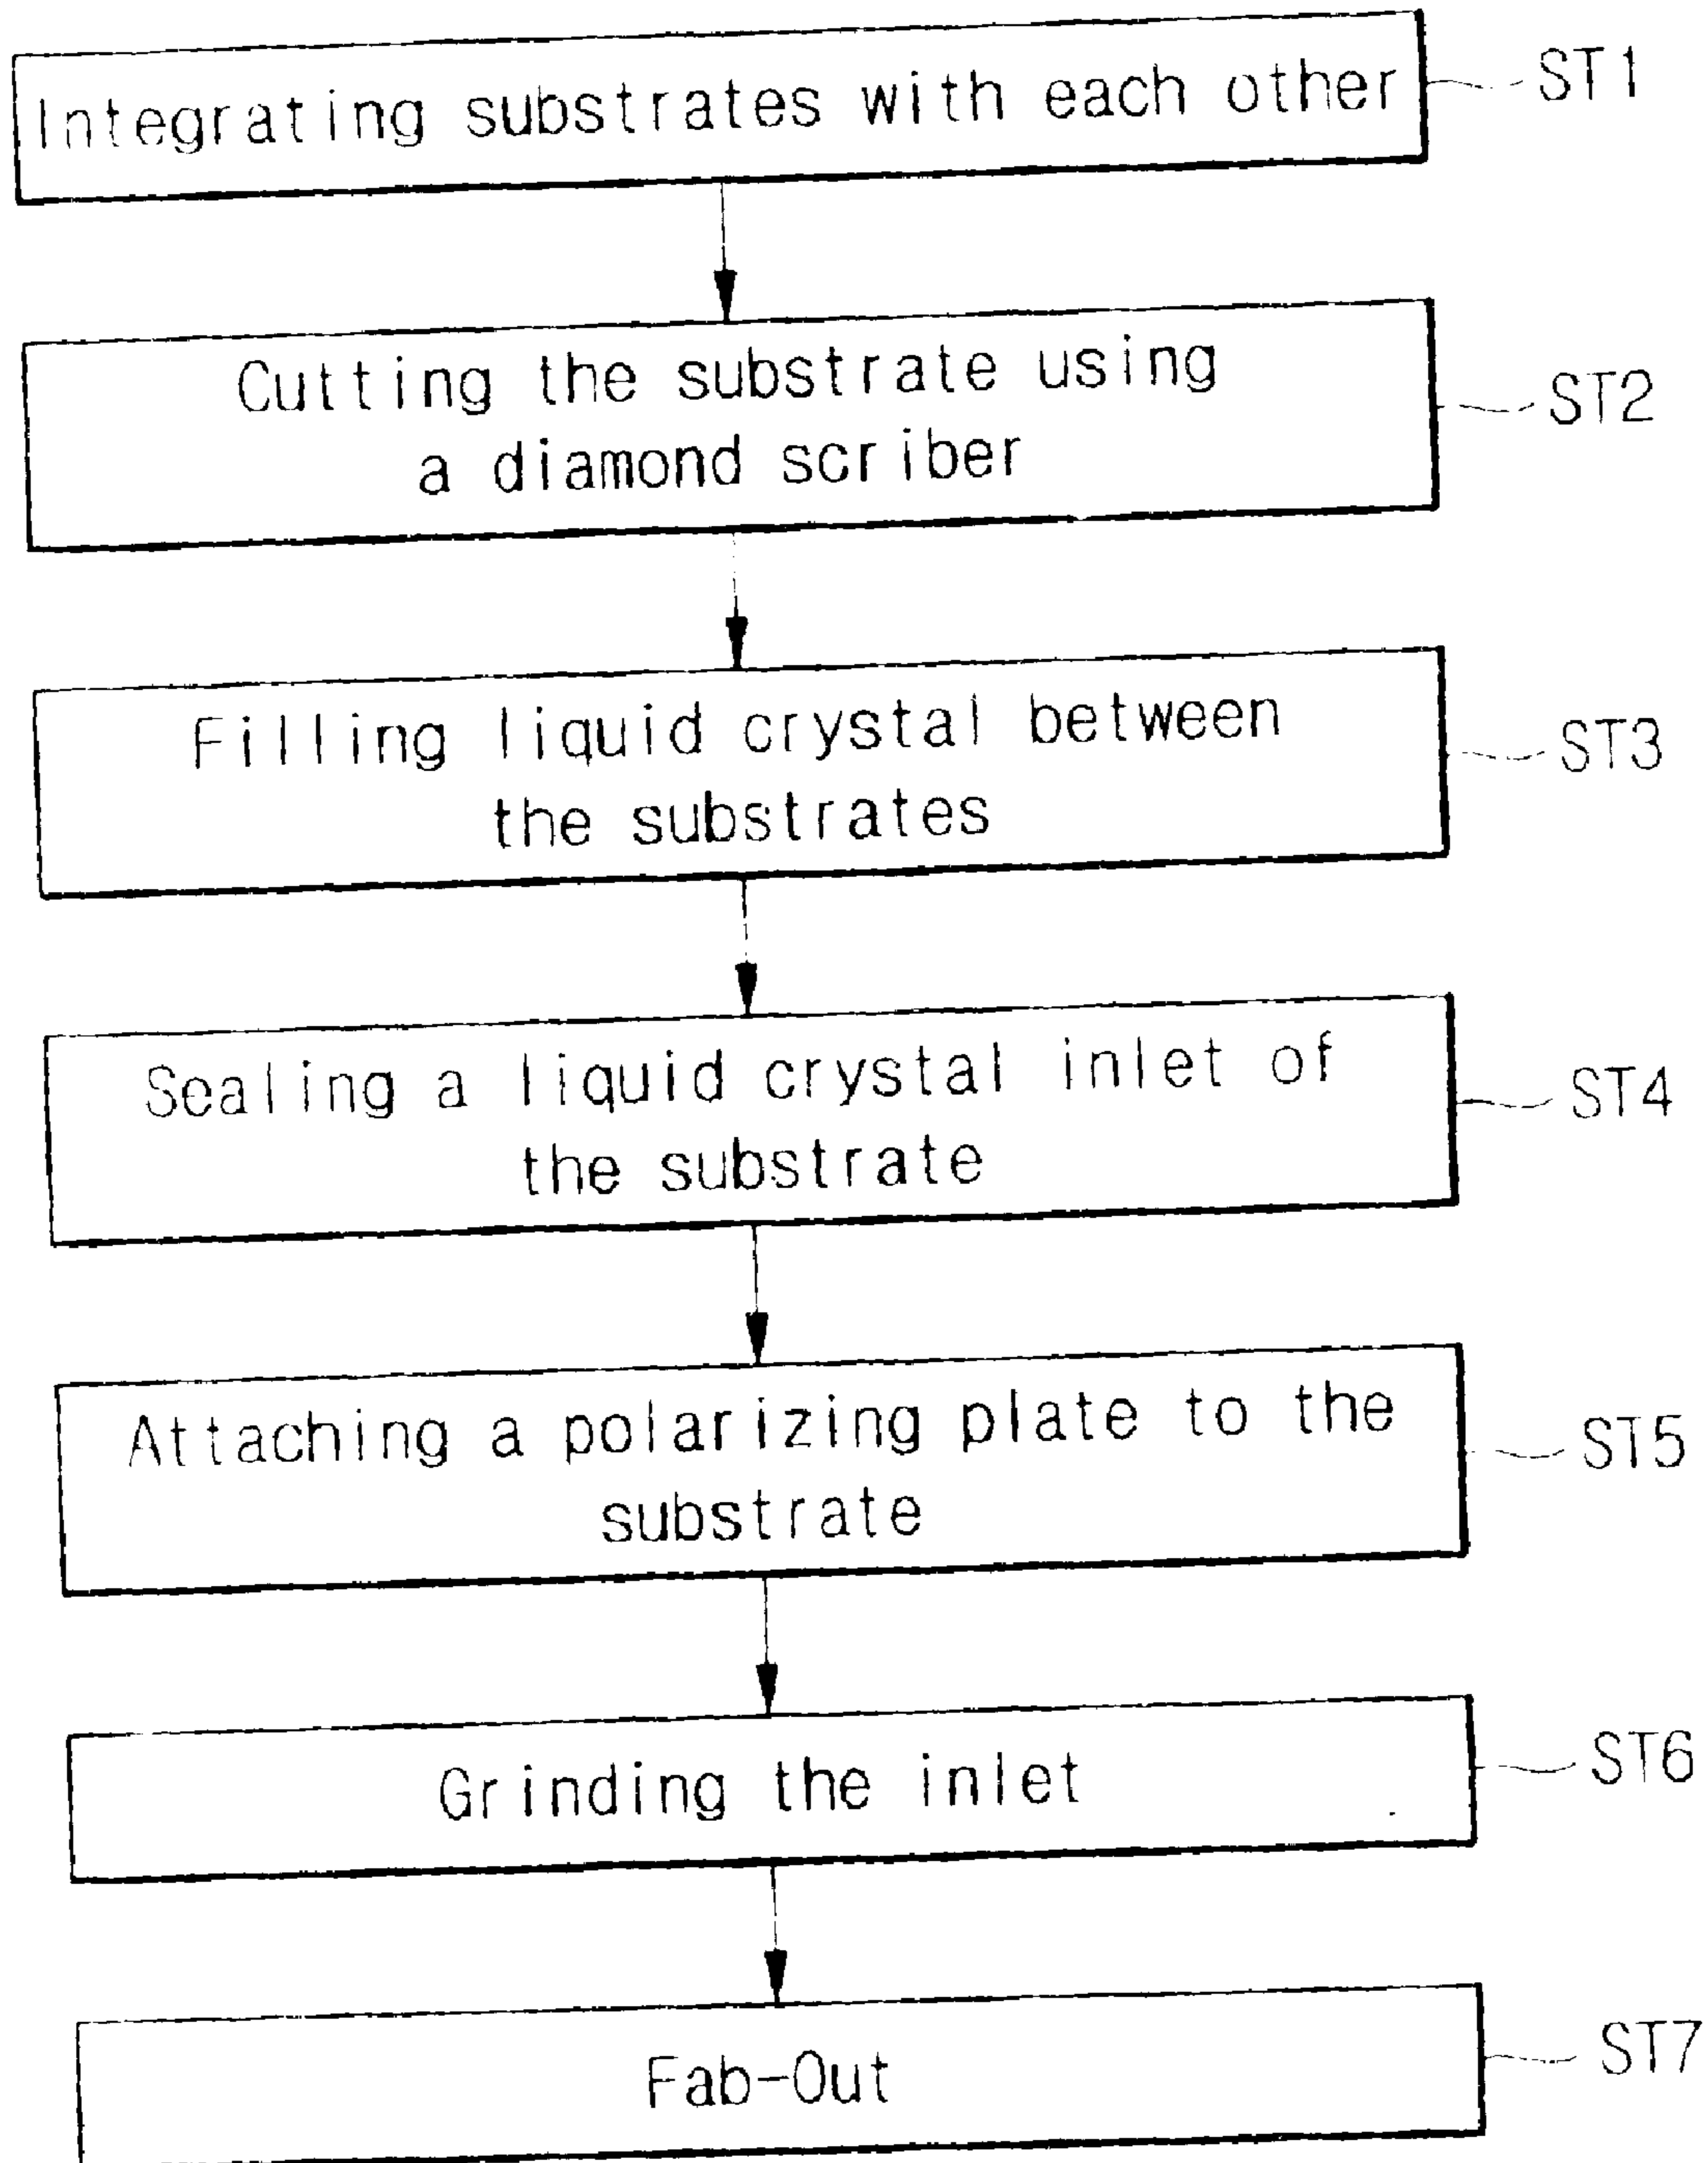 Integrating substrates with each other
ST1
Cutting the substrate using
a diamond scriber
ST2
Filling liquid crystal between
the substrates
ST3
Sealing a liquid crystal inlet of
the substrate
ST4
Attaching a polarizing plate to the
substrate
ST5
Grinding the inlet
ST6
Fab-Out
ST7